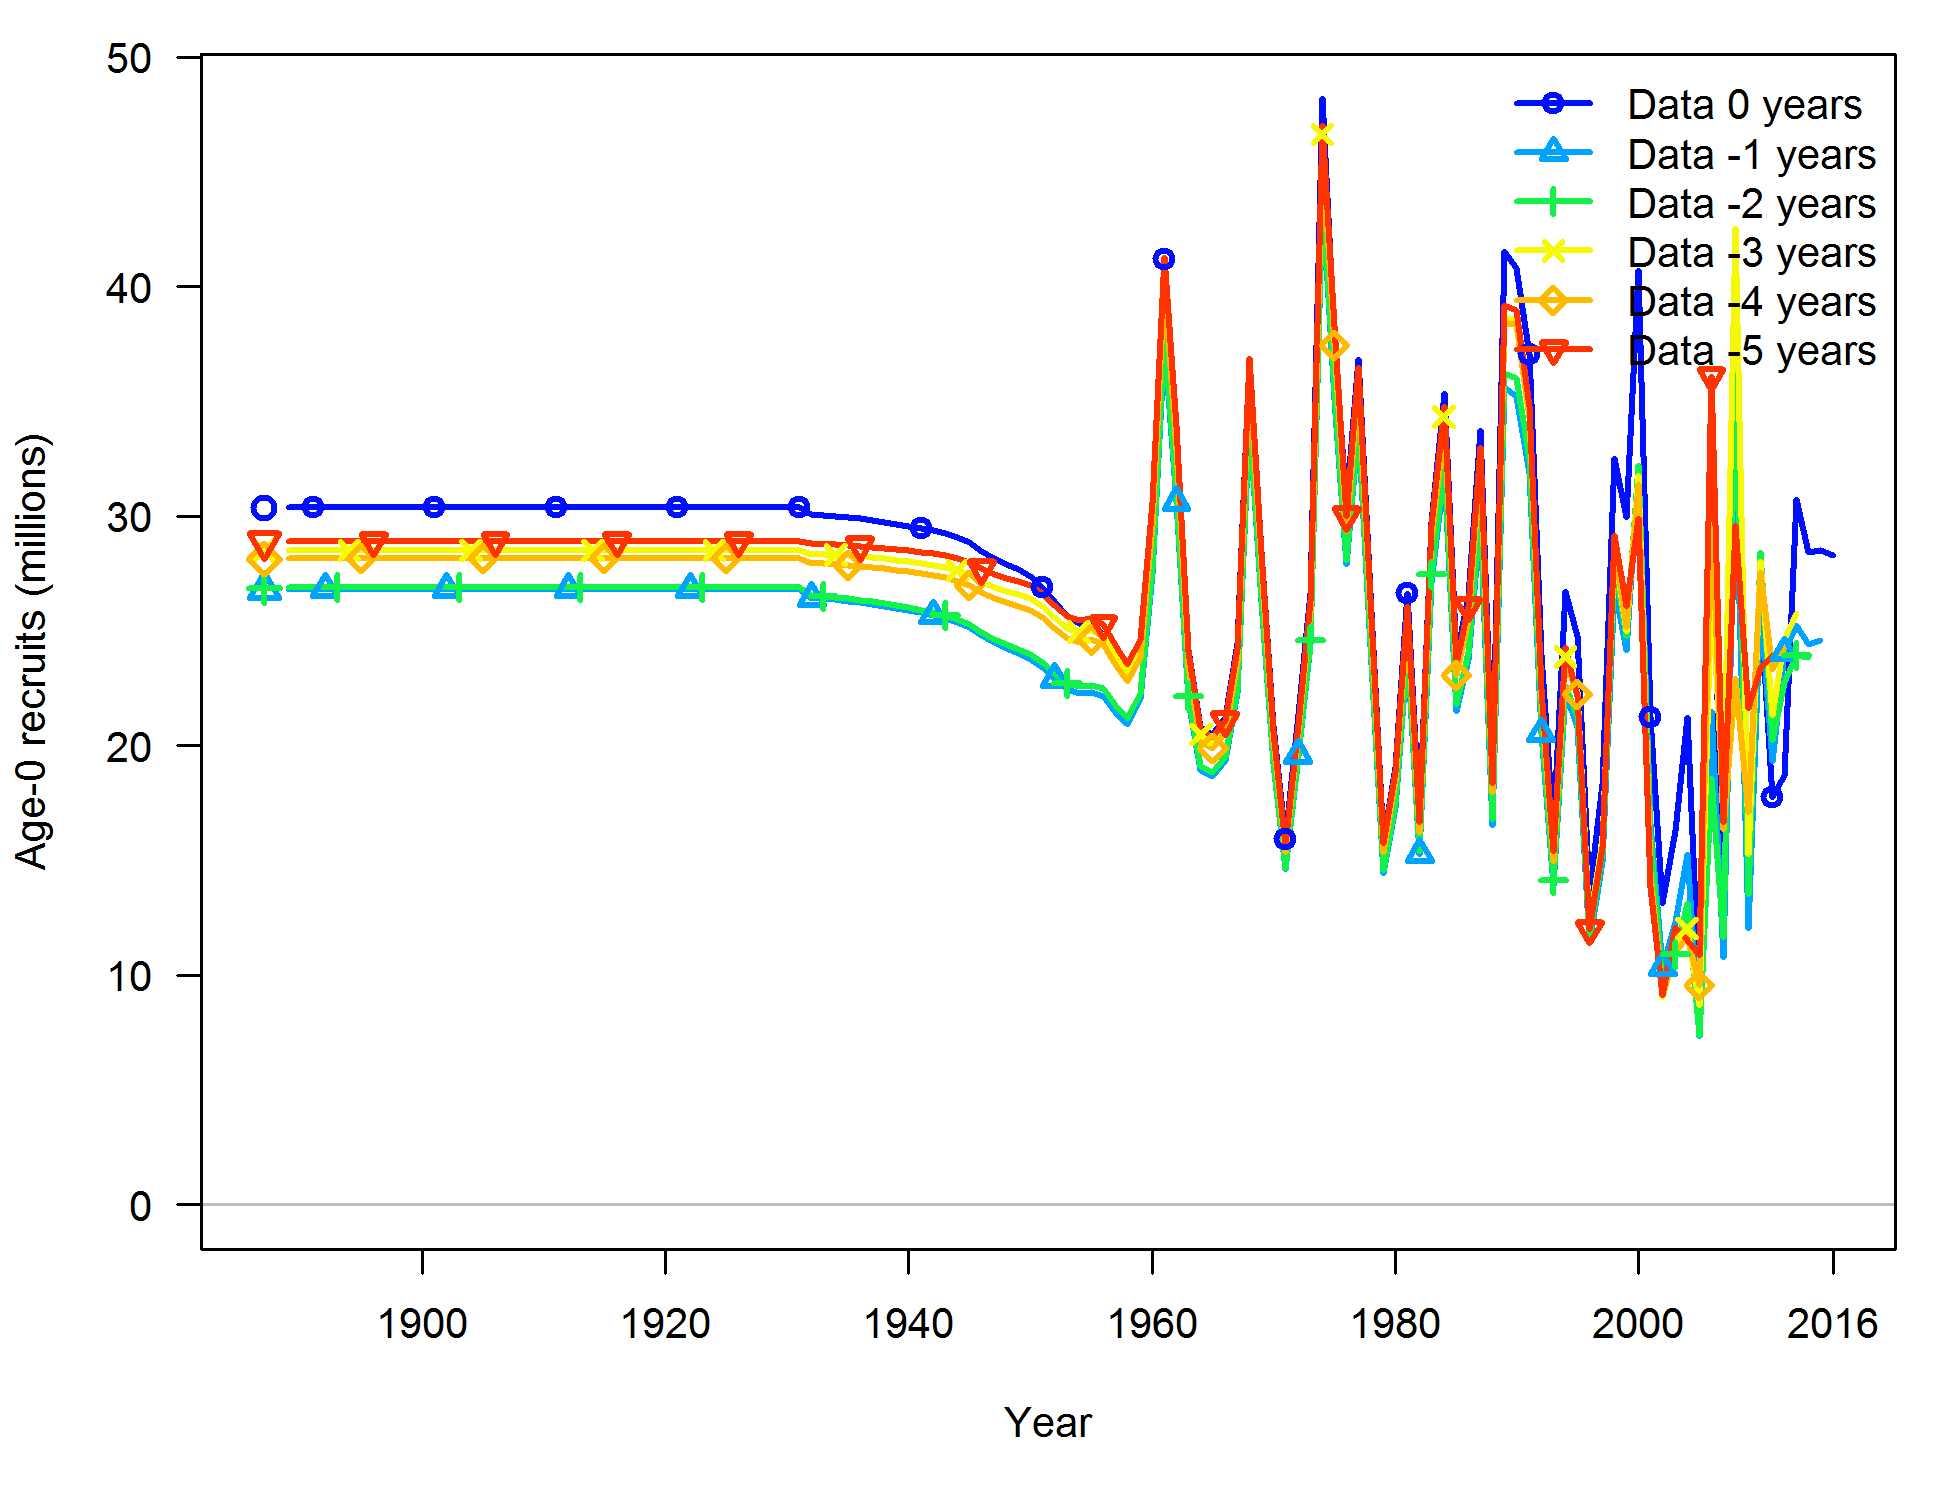 50
40
30
20
10
0
Age-0 recruits (millions)
Data 0 years
Data -1 years
Data -2 years
Data -3 years
Data -4 years
Data -5 years
1900 1920 1940 1960 1980 2000 2016
Year